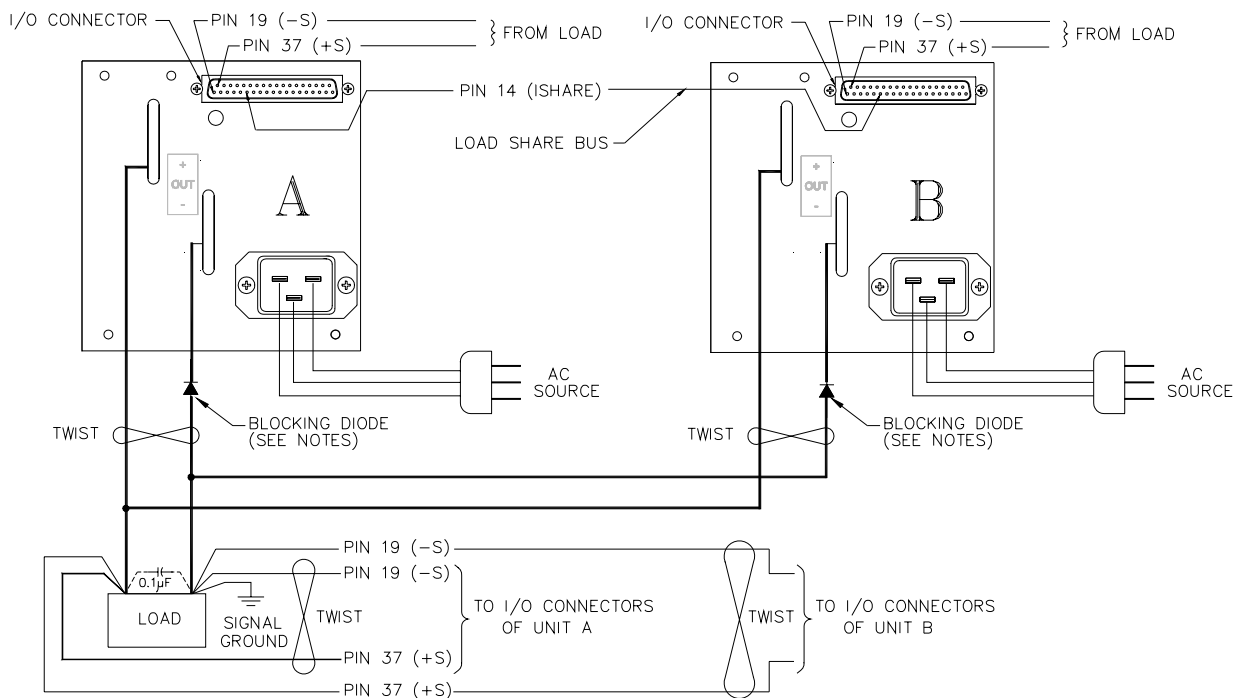 I/O CONNECTOR
PIN 19 (−S)
PIN 37 (+S)
FROM LOAD
I/O CONNECTOR
PIN 19 (−S)
PIN 37 (+S)
FROM LOAD
PIN 14 (ISHARE)
LOAD SHARE BUS
+
OUT
-
A
+
OUT
-
B
AC
SOURCE
AC
SOURCE
BLOCKING DIODE
(SEE NOTES)
TWIST
BLOCKING DIODE
(SEE NOTES)
TWIST
PIN 19 (−S)
PIN 19 (−S)
0.1µF
LOAD
SIGNAL
GROUND
TWIST
TO I/O CONNECTORS
OF UNIT A
TWIST
TO I/O CONNECTORS
OF UNIT B
PIN 37 (+S)
PIN 37 (+S)